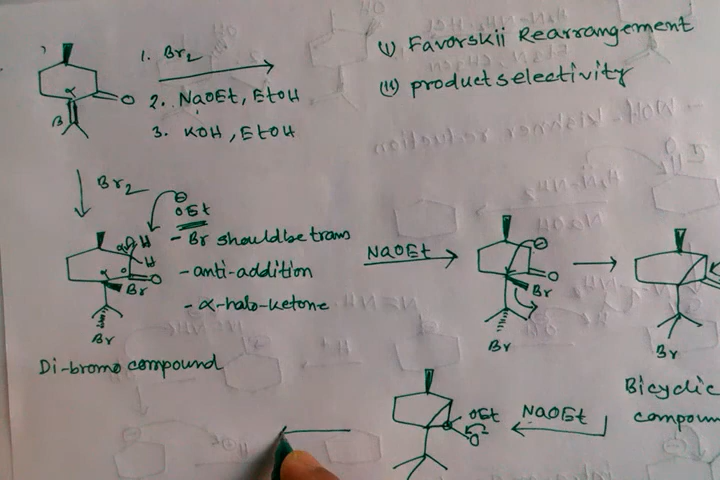 1. Br2
2. NaOEt, EtOH
3. KOH, EtOH
(i) Favorskii Rearrangement
(ii) product selectivity
O
α
B
Br2
⊖
OEt
α
H
H
α
O
Br
Br
- Br should be trans
- anti-addition
- α-halo-ketone
Di-bromo compound
NaOEt
⊖
O
Br
Br
Br
Bicyclic
compoun
NaOEt
OEt
O